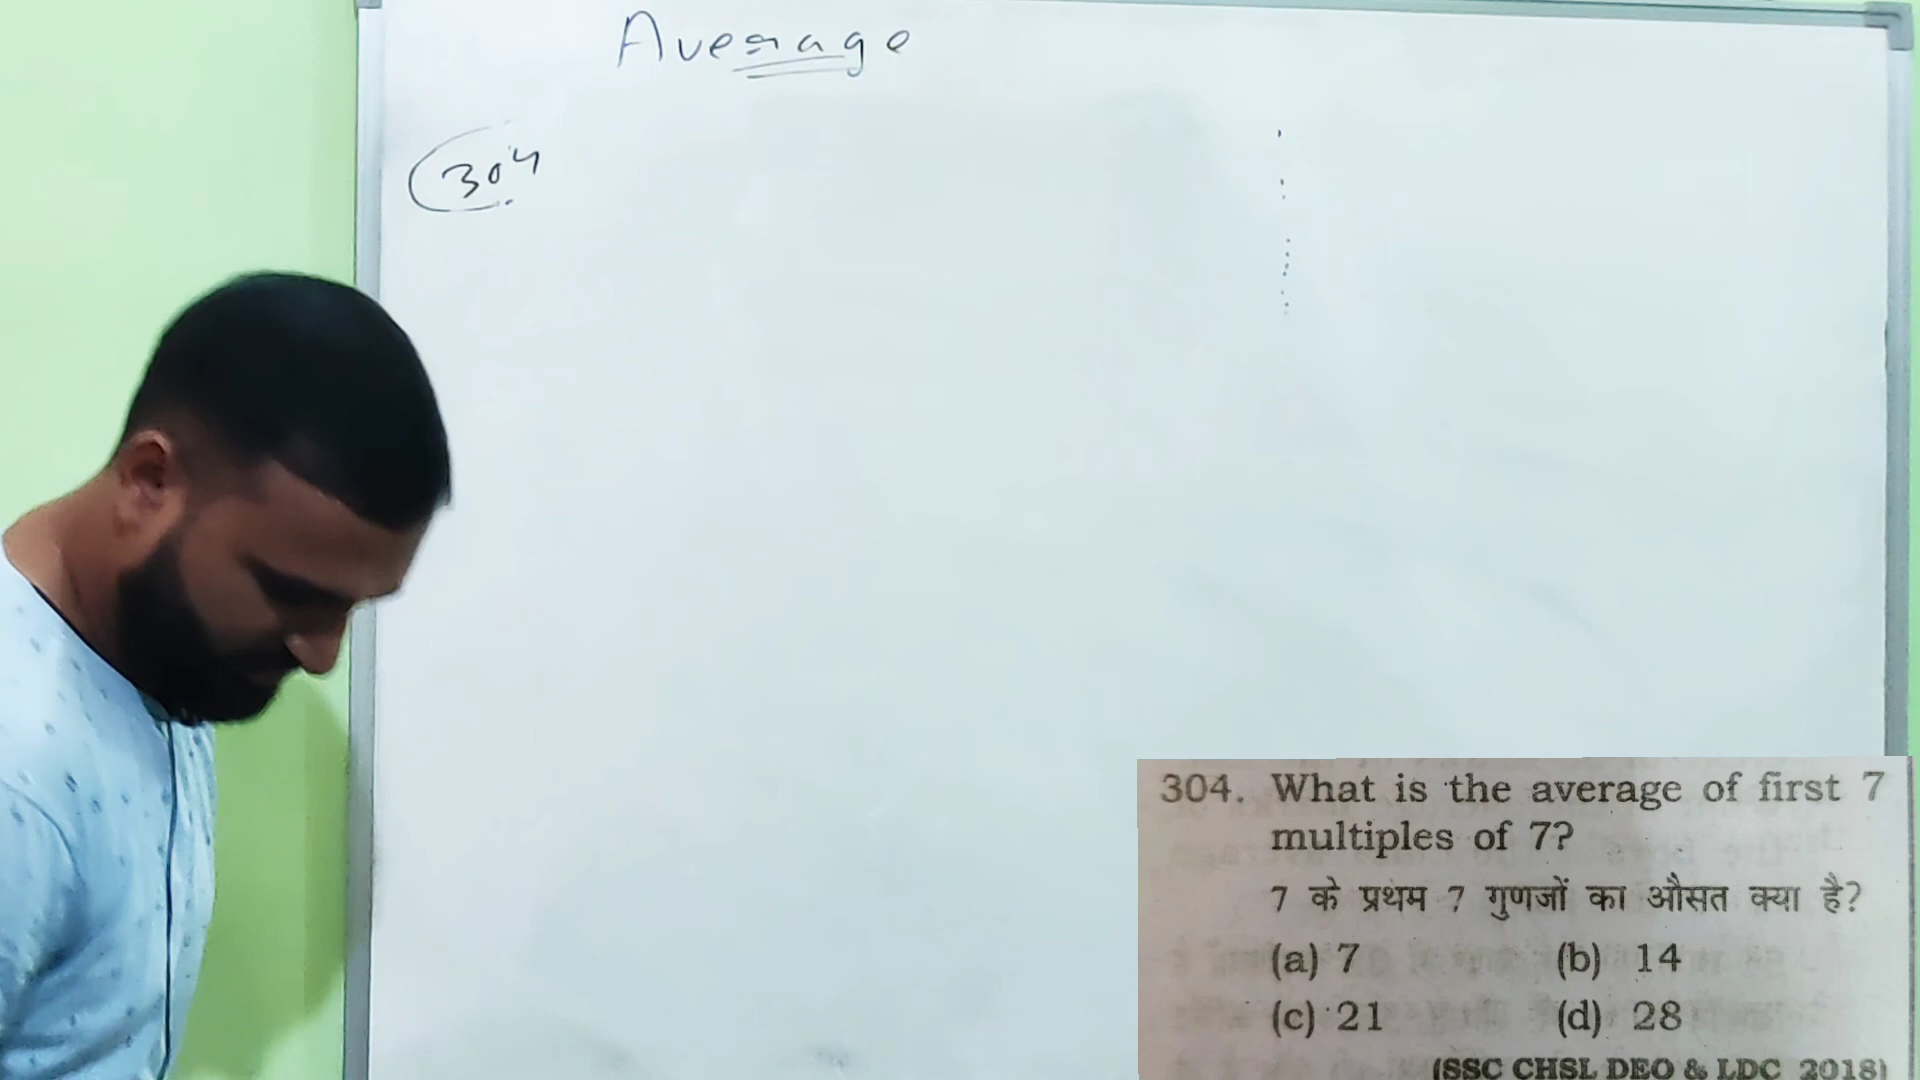 Average
304
304. What is the average of first 7
multiples of 7?
7 के प्रथम 7 गुणजों का औसत क्या है?
(a) 7 (b) 14
(c) 21 (d) 28
(SSC CHSL DEO & LDC 2018)